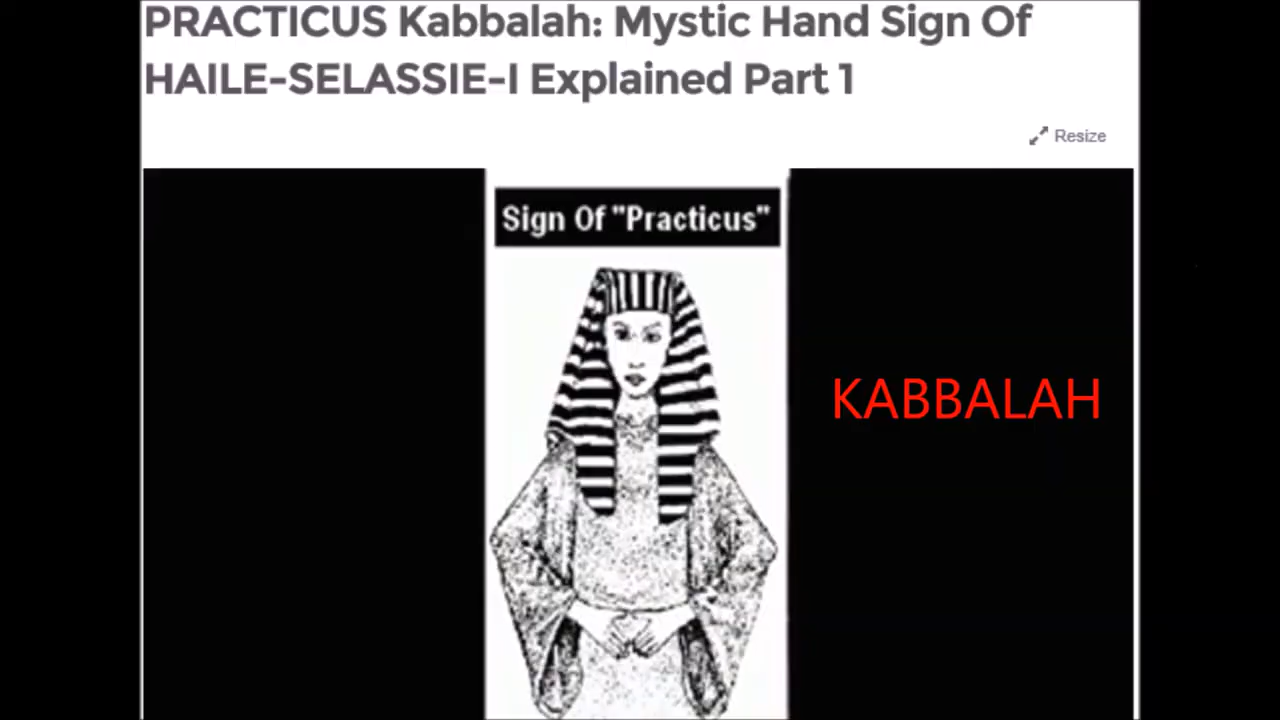 PRACTICUS Kabbalah: Mystic Hand Sign Of
HAILE-SELASSIE-I Explained Part 1
Resize
Sign Of "Practicus"
KABBALAH